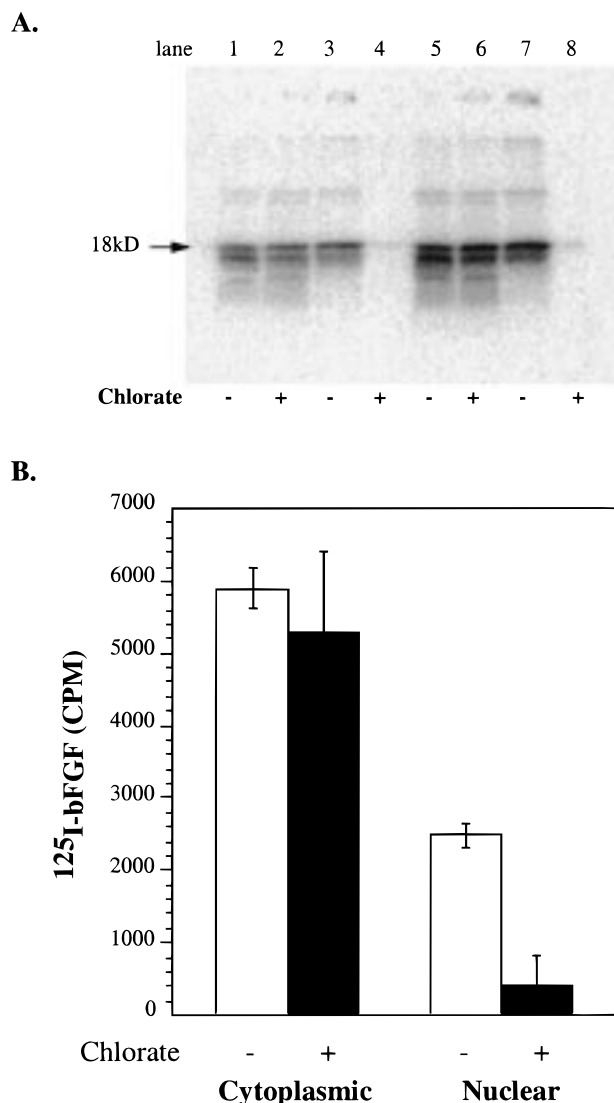 A.
lane 1 2 3 4 5 6 7 8
18kD
Chlorate - + - + - + - +
B.
7000
6000
5000
4000
3000
2000
1000
0
125I-bFGF (CPM)
Chlorate - + - +
Cytoplasmic Nuclear